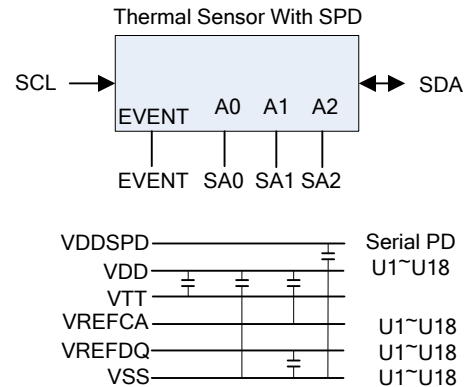 Thermal Sensor With SPD
SCL
SDA
EVENT A0 A1 A2
EVENT SA0 SA1 SA2
VDDSPD Serial PD
VDD U1~U18
VTT
VREFCA U1~U18
VREFDQ U1~U18
VSS U1~U18